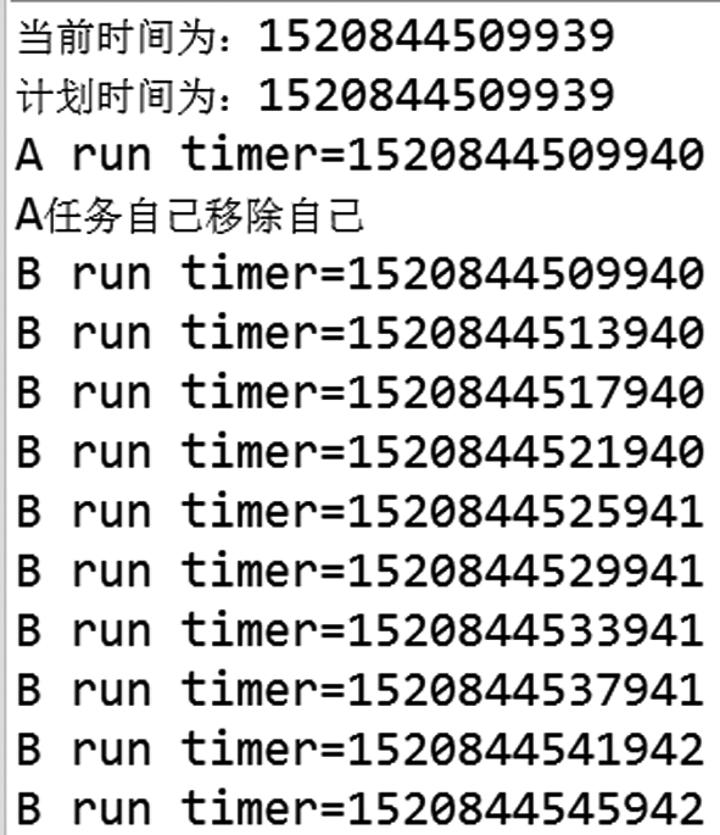 当前时间为：1520844509939
计划时间为：1520844509939
A run timer=1520844509940
A任务自己移除自己
B run timer=1520844509940
B run timer=1520844513940
B run timer=1520844517940
B run timer=1520844521940
B run timer=1520844525941
B run timer=1520844529941
B run timer=1520844533941
B run timer=1520844537941
B run timer=1520844541942
B run timer=1520844545942